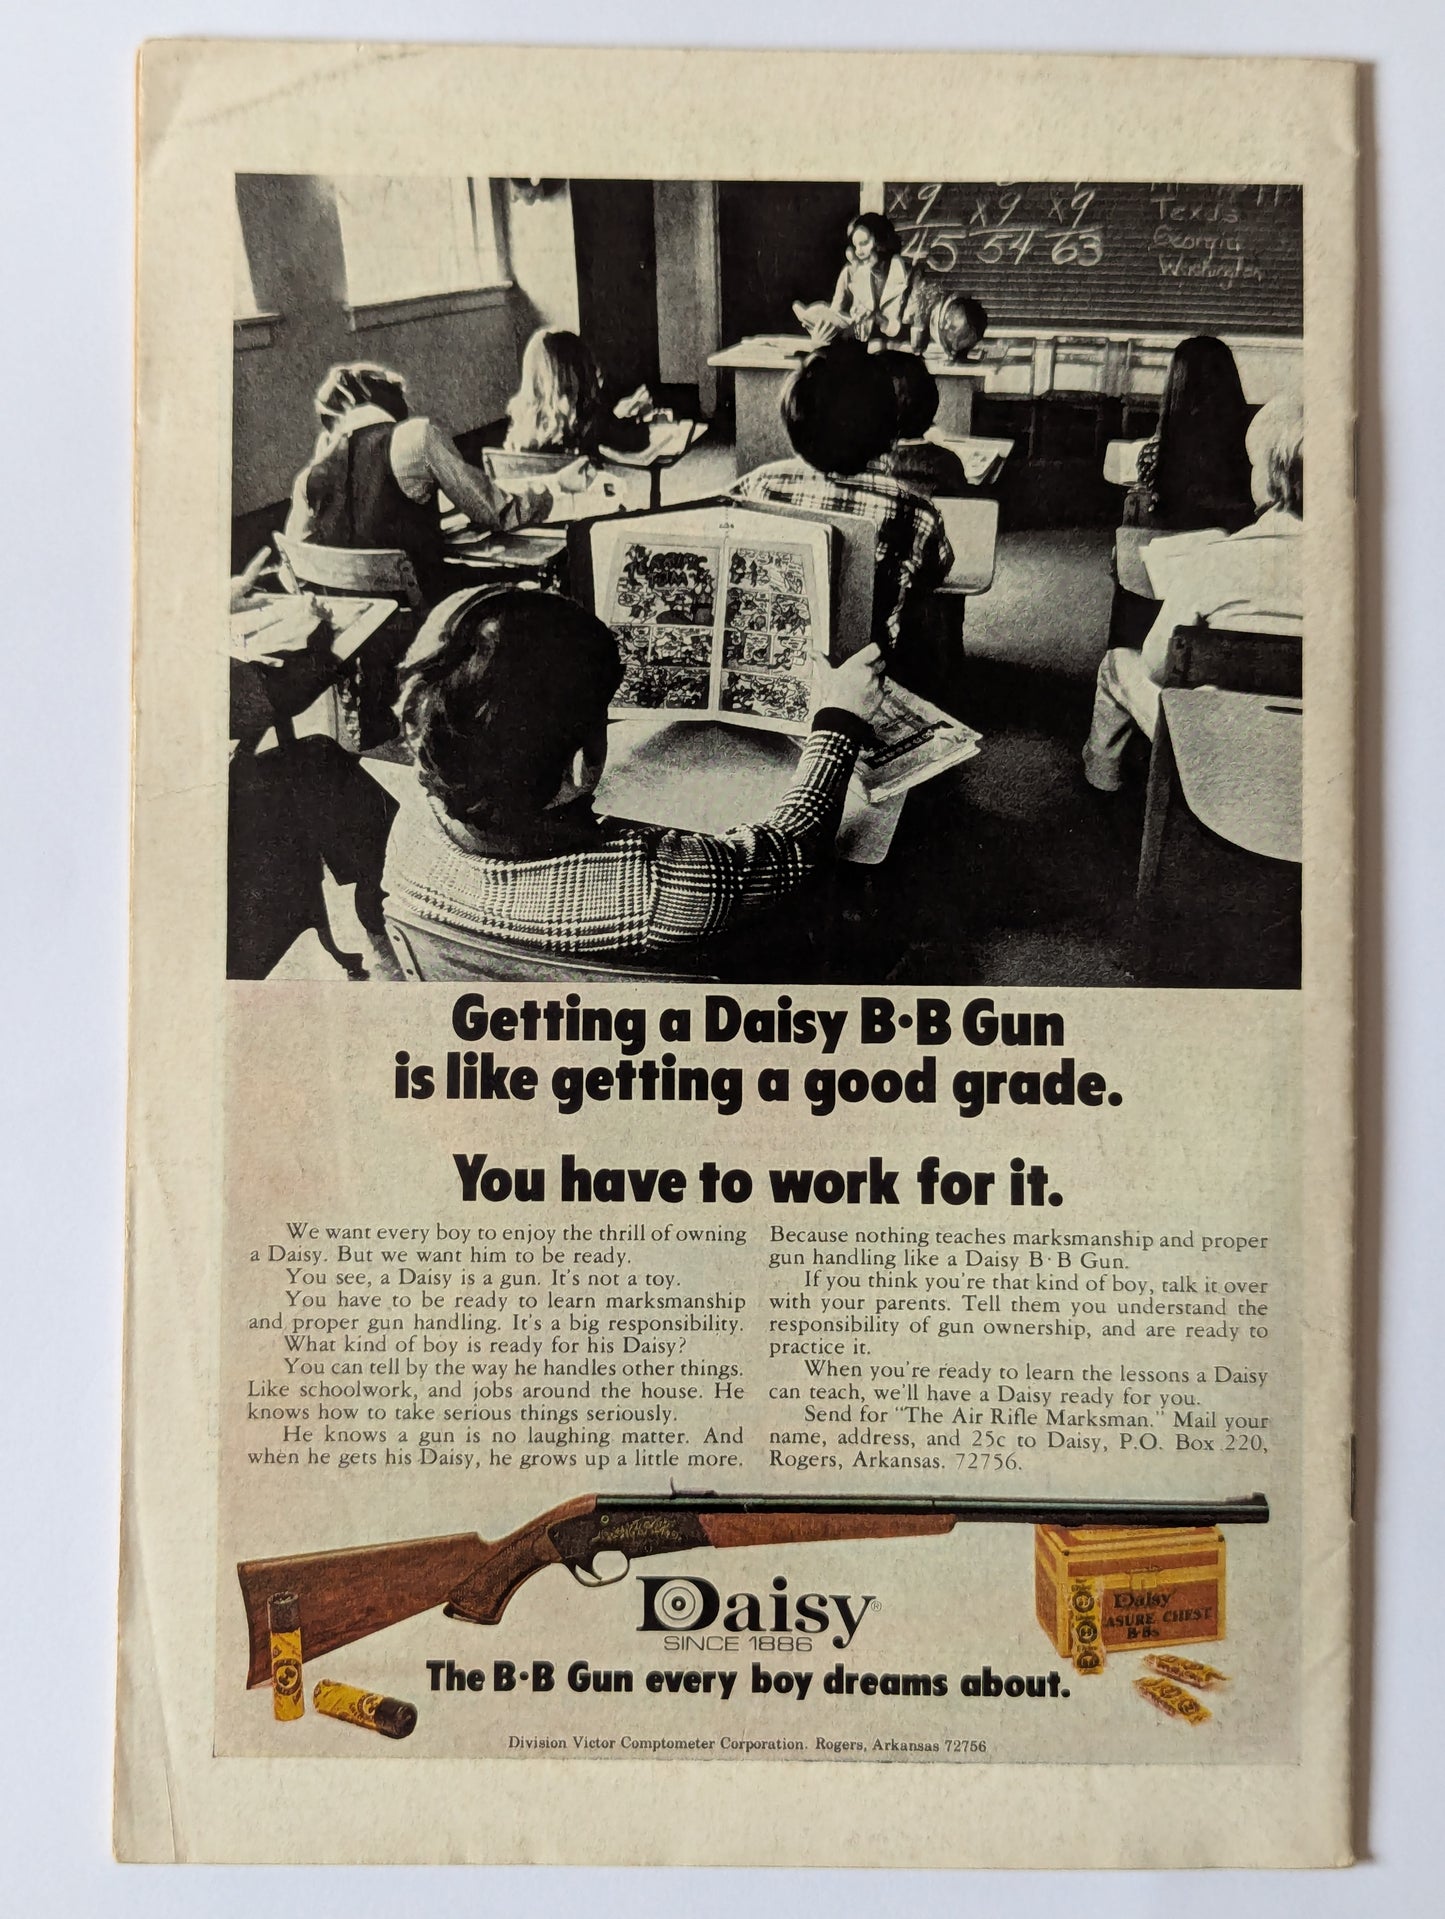 x9 x9 x9
45 54 63
Texas
Georgia
Washington
Getting a Daisy B·B Gun
is like getting a good grade.
You have to work for it.
We want every boy to enjoy the thrill of owning
a Daisy. But we want him to be ready.
You see, a Daisy is a gun. It's not a toy.
You have to be ready to learn marksmanship
and proper gun handling. It's a big responsibility.
What kind of boy is ready for his Daisy?
You can tell by the way he handles other things.
Like schoolwork, and jobs around the house. He
knows how to take serious things seriously.
He knows a gun is no laughing matter. And
when he gets his Daisy, he grows up a little more.
Because nothing teaches marksmanship and proper
gun handling like a Daisy B·B Gun.
If you think you're that kind of boy, talk it over
with your parents. Tell them you understand the
responsibility of gun ownership, and are ready to
practice it.
When you're ready to learn the lessons a Daisy
can teach, we'll have a Daisy ready for you.
Send for "The Air Rifle Marksman." Mail your
name, address, and 25c to Daisy, P.O. Box 220,
Rogers, Arkansas. 72756.
Daisy
ASURE CHEST
B·Bs
Daisy®
SINCE 1886
The B·B Gun every boy dreams about.
Division Victor Comptometer Corporation. Rogers, Arkansas 72756